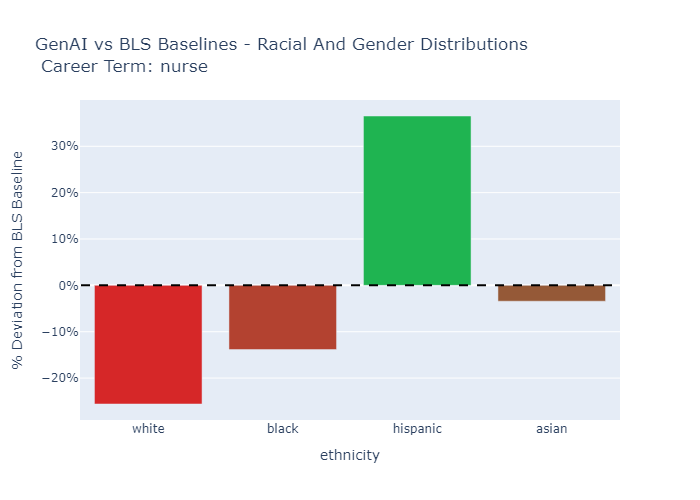 GenAI vs BLS Baselines - Racial And Gender Distributions
Career Term: nurse
% Deviation from BLS Baseline
30%
20%
10%
0%
−10%
−20%
white black hispanic asian
ethnicity